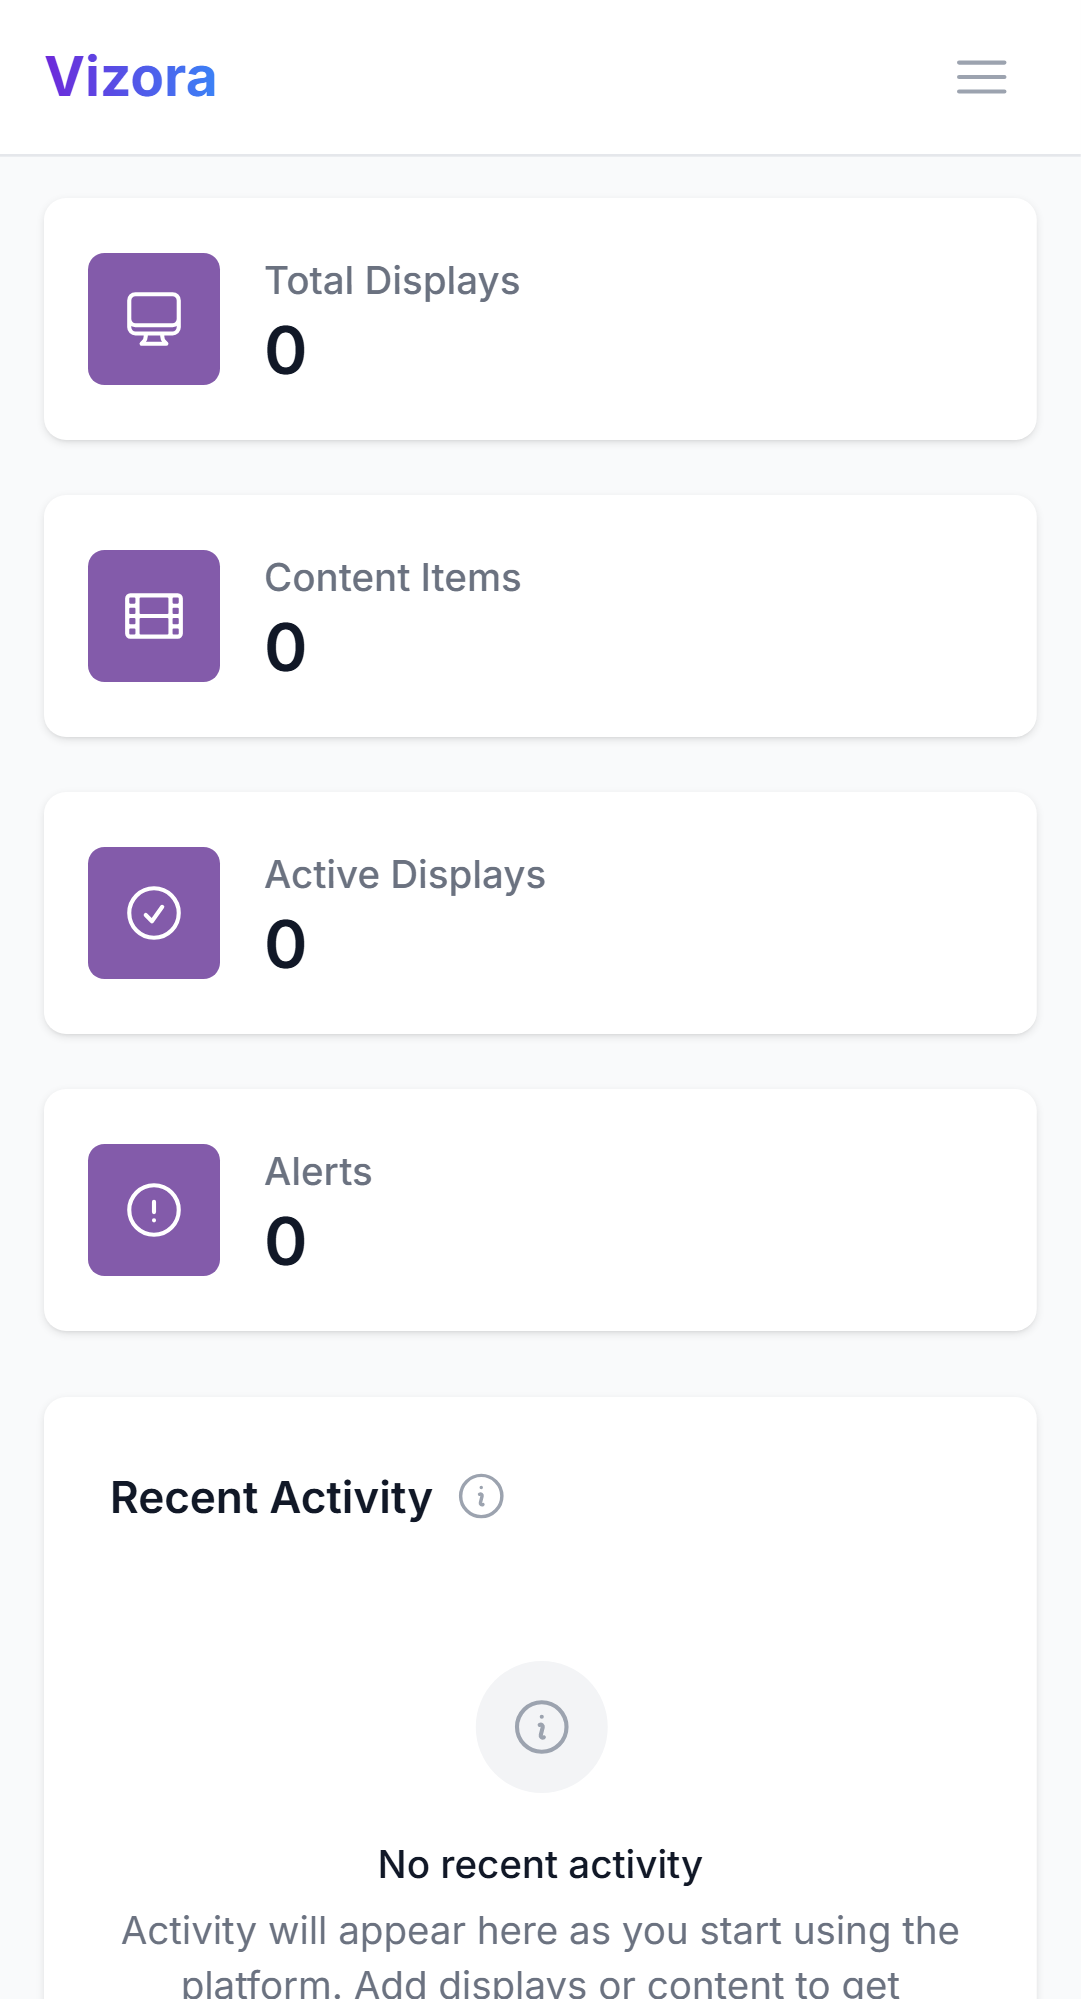 Vizora
Total Displays
0
Content Items
0
Active Displays
0
Alerts
0
Recent Activity
No recent activity
Activity will appear here as you start using the
platform. Add displays or content to get